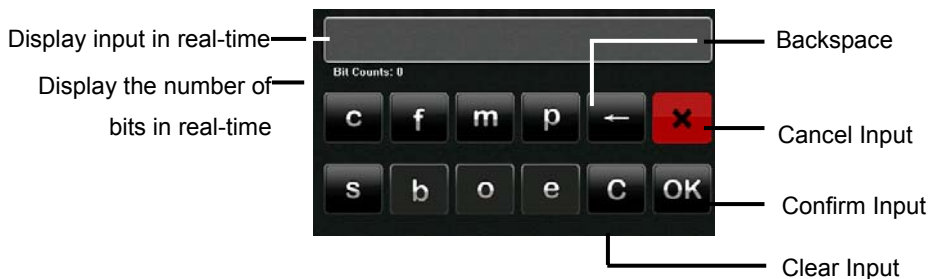 Display input in real-time
Backspace
Bit Counts: 0
Display the number of
bits in real-time
c f m p ← ×
Cancel Input
s b o e C OK
Confirm Input
Clear Input